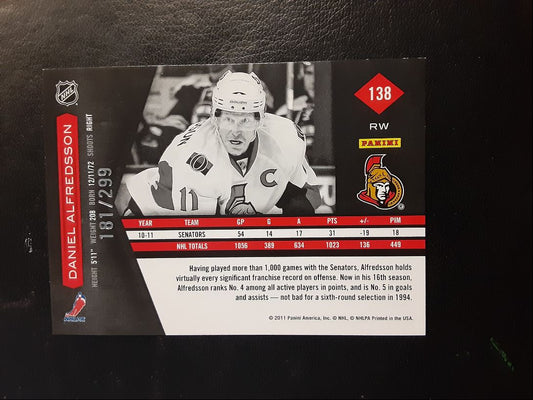 138
RW
PANINI
NHL
DANIEL ALFREDSSON
HEIGHT 5'11" WEIGHT 208 BORN 12/11/72 SHOOTS RIGHT
181/299
11
C
YEAR TEAM GP G A PTS +/- PIM
10-11 SENATORS 54 14 17 31 -19 18
NHL TOTALS 1056 389 634 1023 136 449
Having played more than 1,000 games with the Senators, Alfredsson holds
virtually every significant franchise record on offense. Now in his 16th season,
Alfredsson ranks No. 4 among all active players in points, and is No. 5 in goals
and assists — not bad for a sixth-round selection in 1994.
© 2011 Panini America, Inc. © NHL, © NHLPA Printed in the USA.